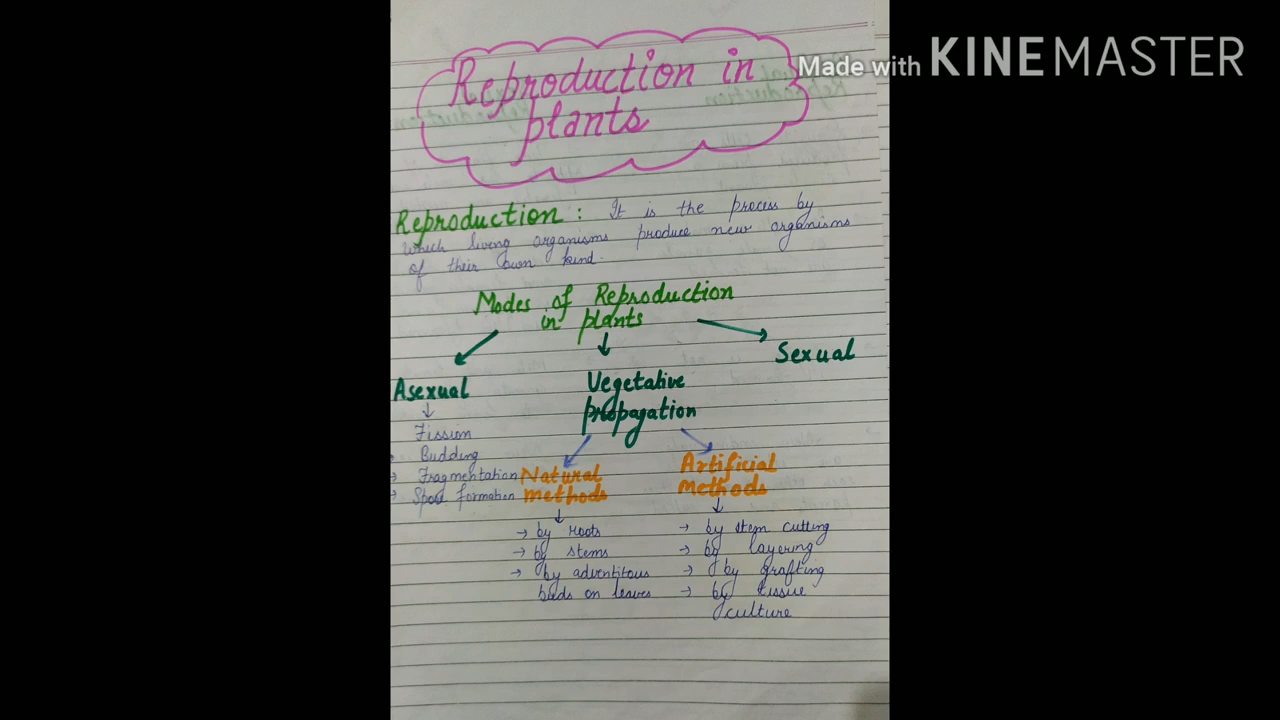 Made with KINEMASTER
Reproduction in
plants
Reproduction : It is the process by
which living organisms produce new organisms
of their own kind.
Modes of Reproduction
in plants
Asexual
Vegetative
propagation
Sexual
↓
Fission
Budding
→ Fragmentation
→ Spore formation
Natural
methods
↓
→ by roots
→ by stems
→ by adventitous
buds on leaves
Artificial
Methods
↓
→ by stem cutting
→ by layering
→ by grafting
→ by tissue
culture